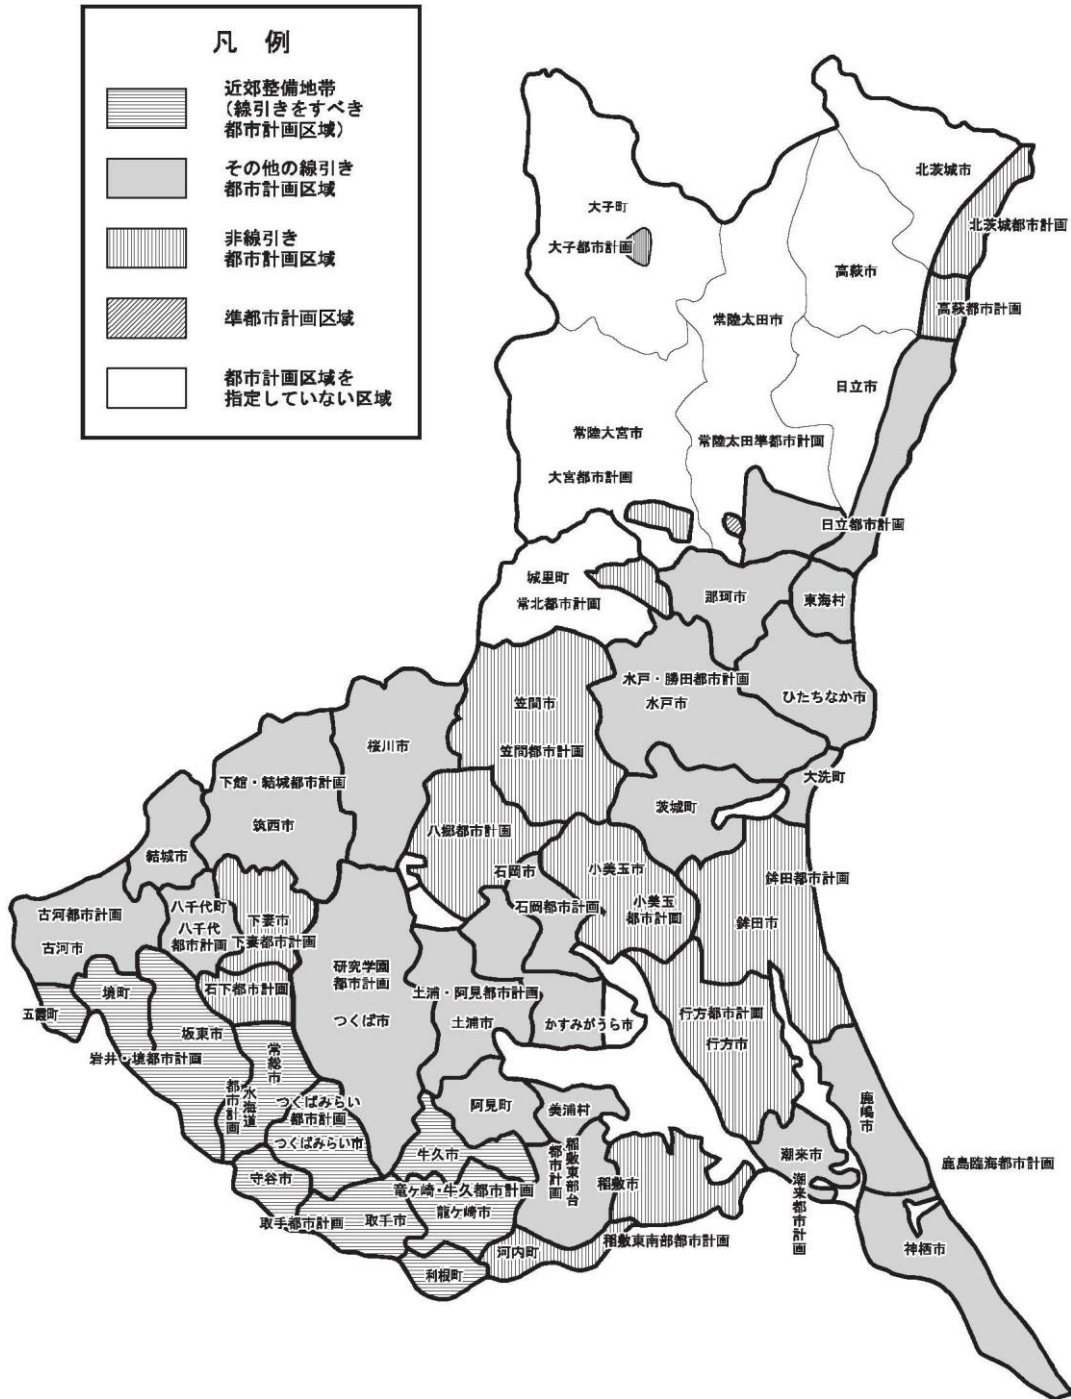 凡 例
近郊整備地帯
(線引きをすべき
都市計画区域)
その他の線引き
都市計画区域
非線引き
都市計画区域
準都市計画区域
都市計画区域を
指定していない区域
北茨城市
大子町
北茨城都市計画
大子都市計画
高萩市
高萩都市計画
常陸太田市
日立市
常陸大宮市
常陸太田準都市計画
大宮都市計画
日立都市計画
城里町
常北都市計画
那珂市
東海村
水戸・勝田都市計画
水戸市
ひたちなか市
笠間市
笠間都市計画
桜川市
下館・結城都市計画
筑西市
大洗町
茨城町
八郷都市計画
結城市
石岡市
小美玉市
鉾田都市計画
石岡都市計画
小美玉
都市計画
鉾田市
古河都市計画
古河市
八千代町
八千代
都市計画
下妻市
下妻都市計画
研究学園
都市計画
つくば市
石下都市計画
土浦・阿見都市計画
土浦市
かすみがうら市
行方都市計画
行方市
境町
五霞町
坂東市
岩井・境都市計画
常総市
水海道
都市計画
つくばみらい
都市計画
つくばみらい市
阿見町
美浦村
鹿嶋市
牛久市
稲敷東部台
都市計画
稲敷市
潮来市
潮来都市計画
鹿島臨海都市計画
守谷市
竜ヶ崎・牛久都市計画
龍ケ崎市
取手都市計画
取手市
河内町
稲敷東南部都市計画
神栖市
利根町